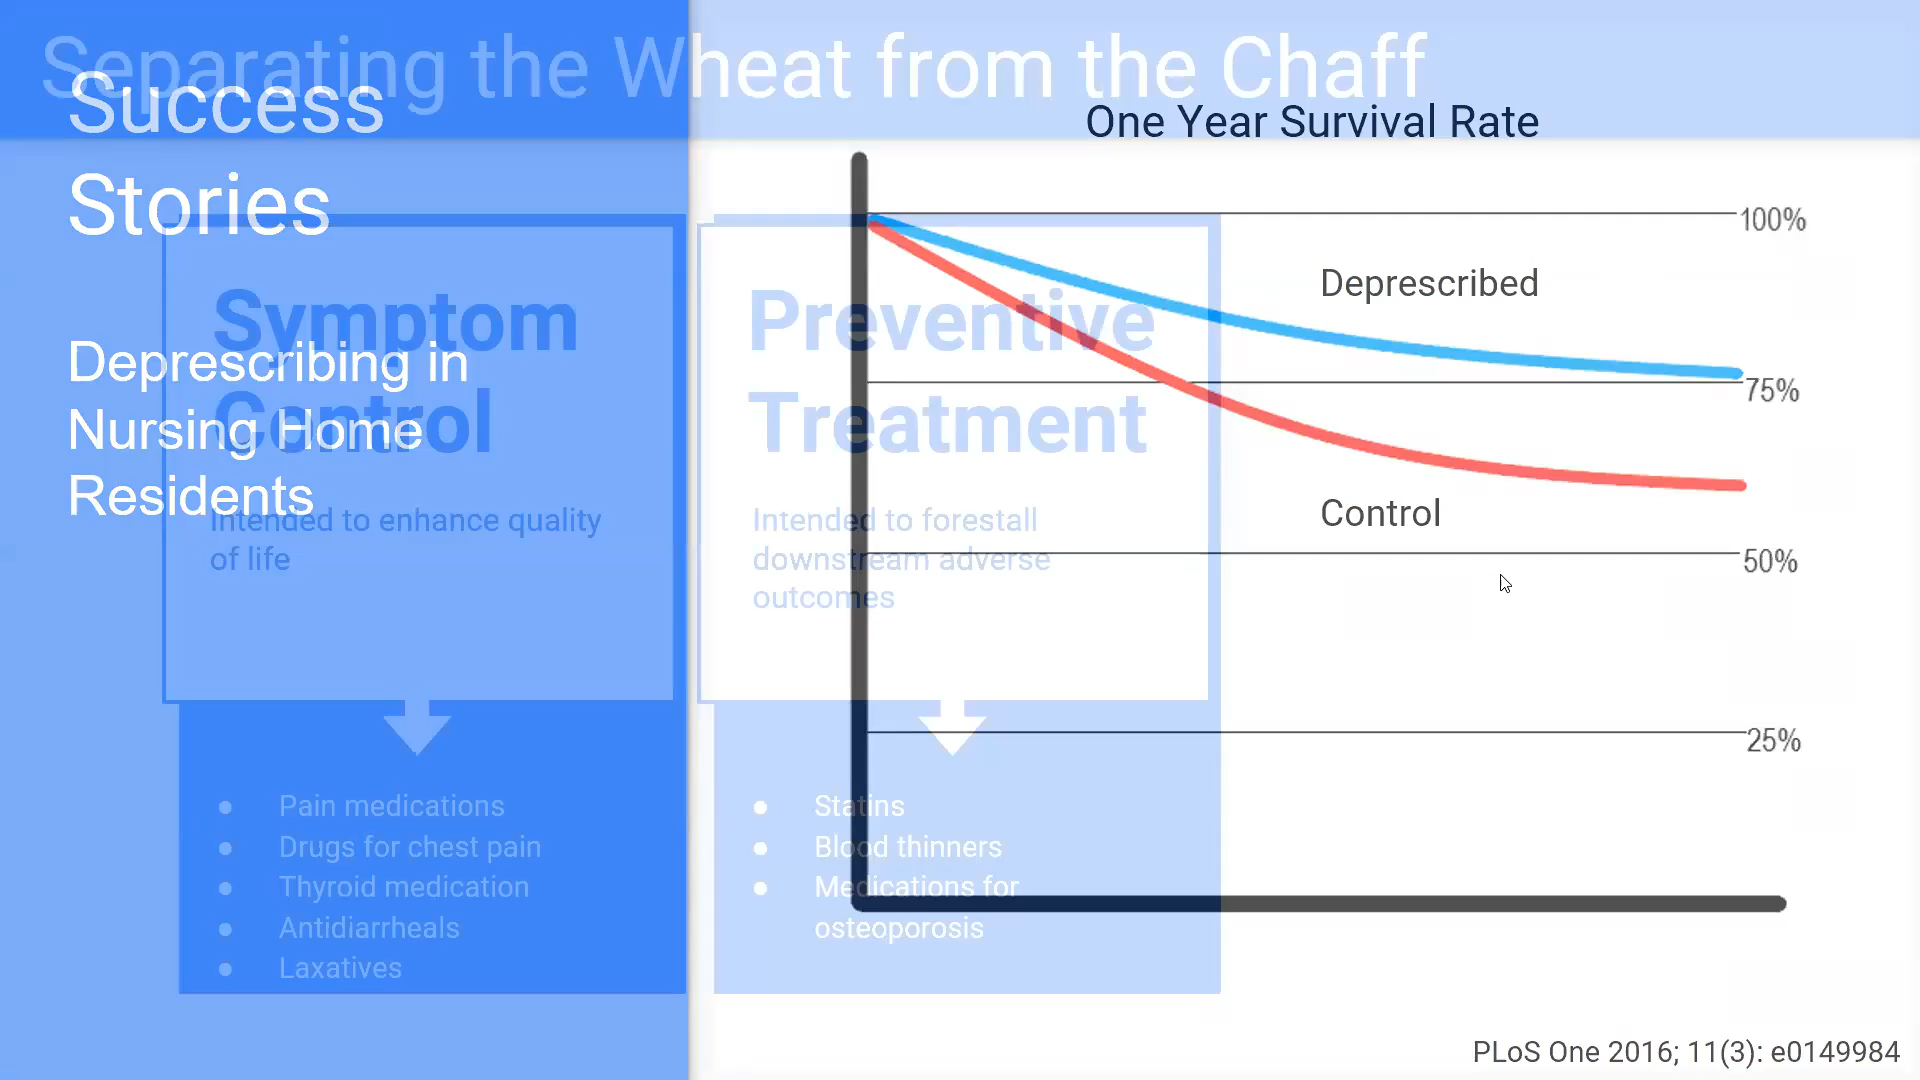 Separating the Wheat from the Chaff
Success
Stories
Deprescribing in
Nursing Home
Residents
One Year Survival Rate
100%
Deprescribed
75%
Control
50%
25%
PLoS One 2016; 11(3): e0149984
Symptom
Control
Intended to enhance quality
of life
● Pain medications
● Drugs for chest pain
● Thyroid medication
● Antidiarrheals
● Laxatives
Preventive
Treatment
Intended to forestall
downstream adverse
outcomes
● Statins
● Blood thinners
● Medications for
osteoporosis